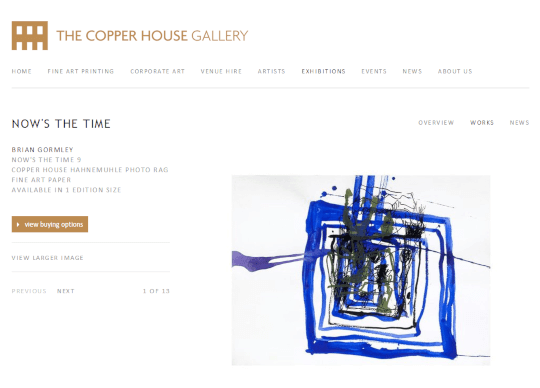 THE COPPER HOUSE GALLERY
HOME FINE ART PRINTING CORPORATE ART VENUE HIRE ARTISTS EXHIBITIONS EVENTS NEWS ABOUT US
NOW'S THE TIME
OVERVIEW WORKS NEWS
BRIAN GORMLEY
NOW'S THE TIME 9
COPPER HOUSE HAHNEMUHLE PHOTO RAG
FINE ART PAPER
AVAILABLE IN 1 EDITION SIZE
view buying options
VIEW LARGER IMAGE
PREVIOUS NEXT 1 OF 13